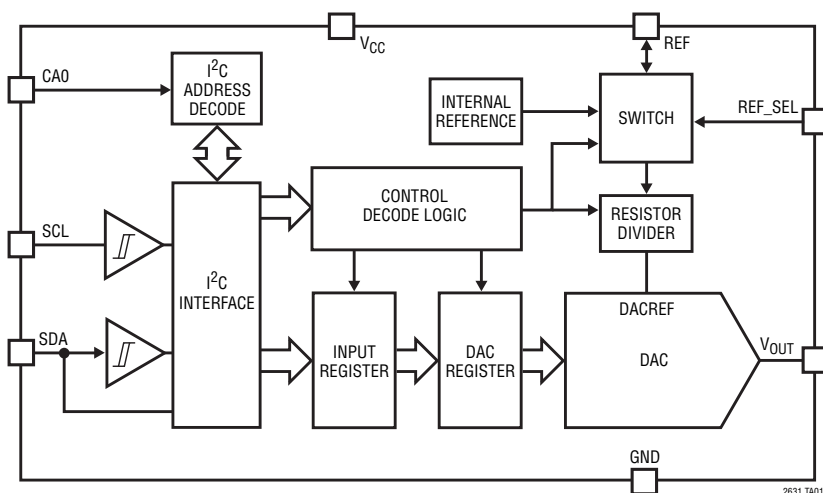 VCC
REF
CA0
I2C
ADDRESS
DECODE
INTERNAL
REFERENCE
SWITCH
REF_SEL
CONTROL
DECODE LOGIC
RESISTOR
DIVIDER
SCL
I2C
INTERFACE
SDA
INPUT
REGISTER
DAC
REGISTER
DACREF
DAC
VOUT
GND
2631 TA01